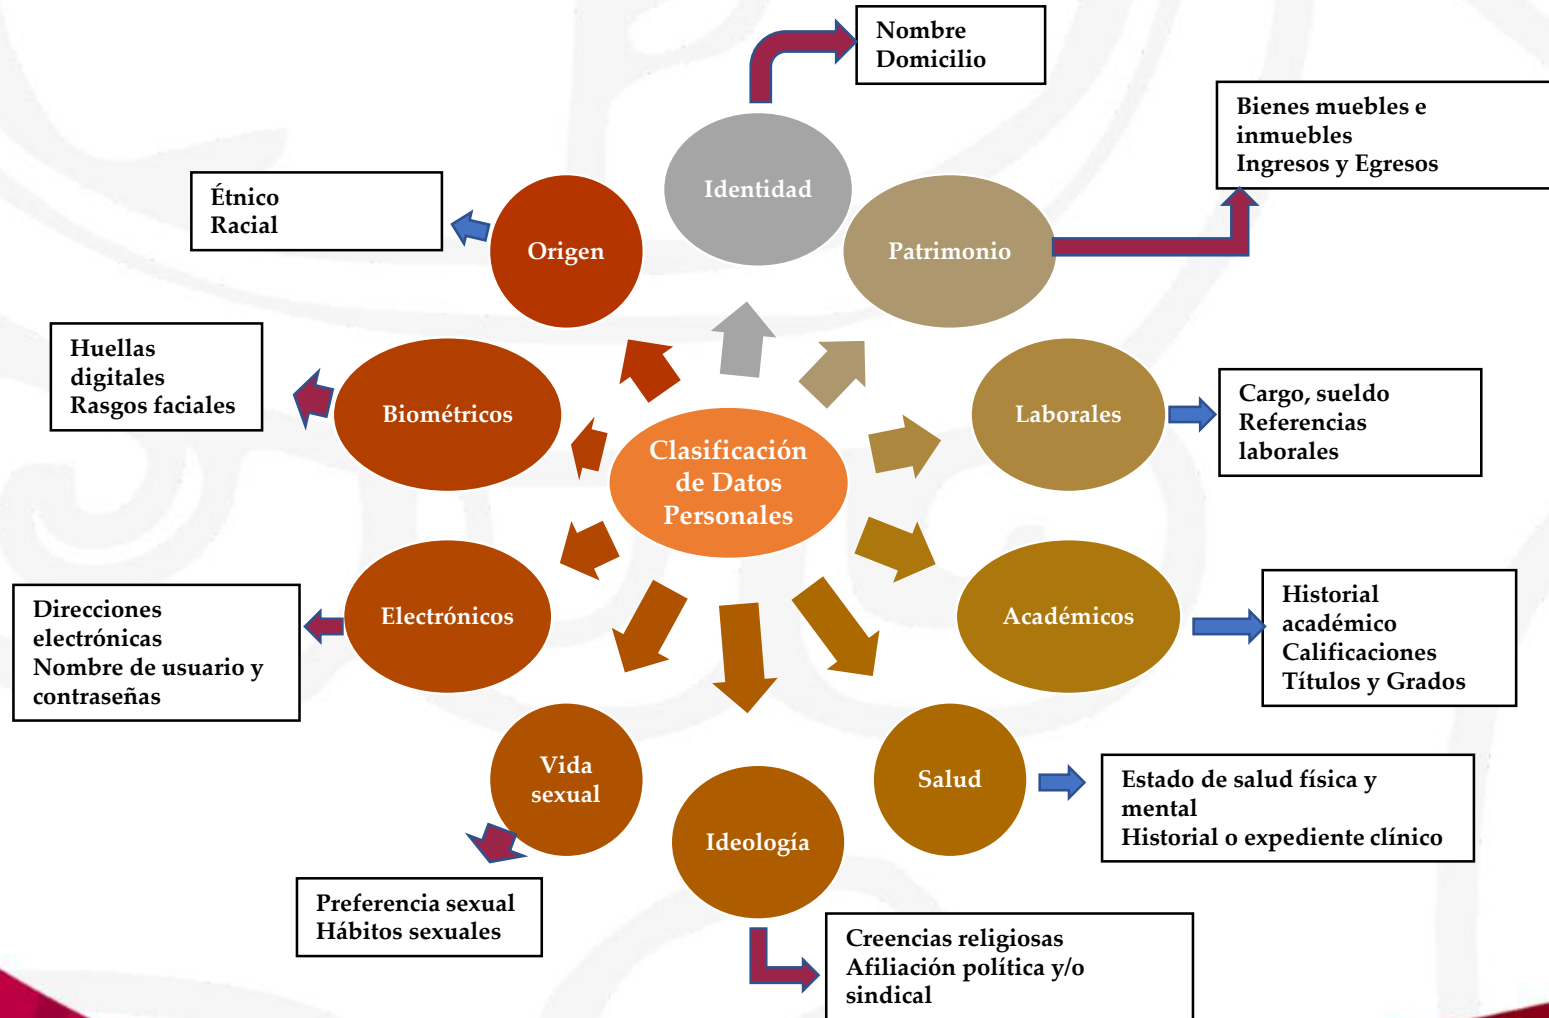 Nombre
Domicilio
Identidad
Bienes muebles e
inmuebles
Ingresos y Egresos
Patrimonio
Étnico
Racial
Origen
Huellas
digitales
Rasgos faciales
Biométricos
Laborales
Cargo, sueldo
Referencias
laborales
Clasificación
de Datos
Personales
Direcciones
electrónicas
Nombre de usuario y
contraseñas
Electrónicos
Académicos
Historial
académico
Calificaciones
Títulos y Grados
Vida
sexual
Preferencia sexual
Hábitos sexuales
Salud
Estado de salud física y
mental
Historial o expediente clínico
Ideología
Creencias religiosas
Afiliación política y/o
sindical